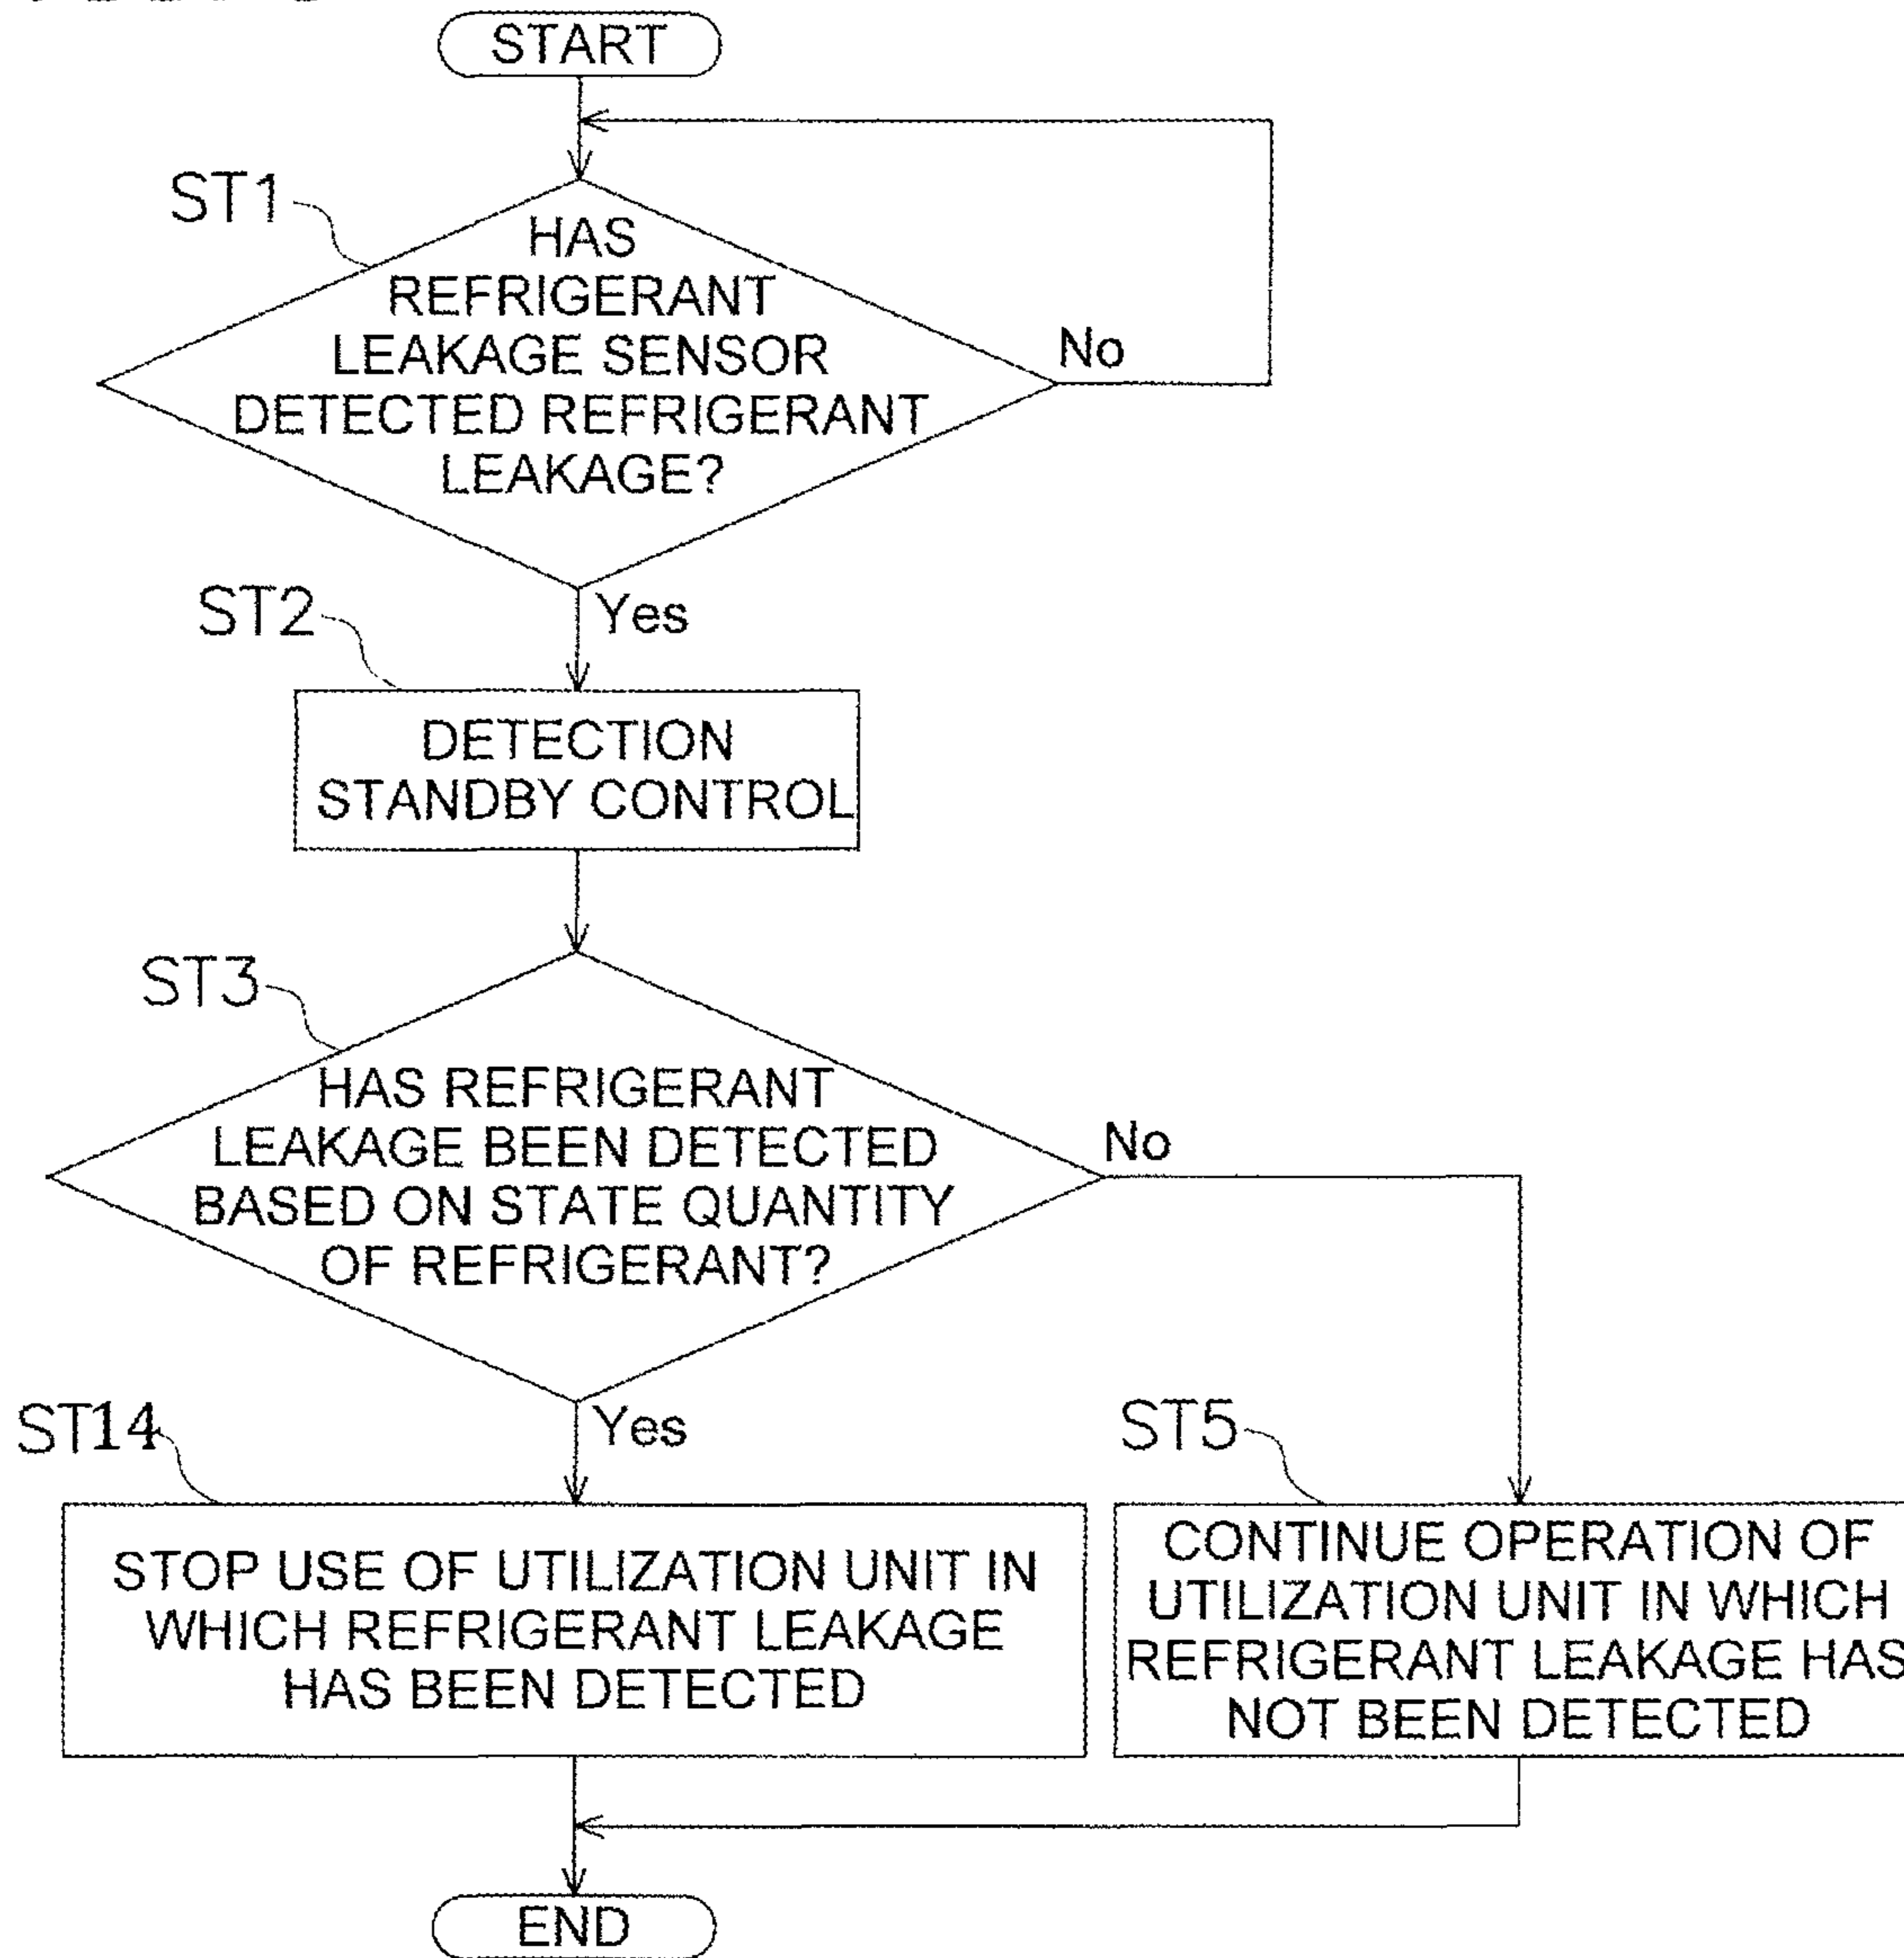 START
ST1
HAS
REFRIGERANT
LEAKAGE SENSOR
DETECTED REFRIGERANT
LEAKAGE?
No
Yes
ST2
DETECTION
STANDBY CONTROL
ST3
HAS REFRIGERANT
LEAKAGE BEEN DETECTED
BASED ON STATE QUANTITY
OF REFRIGERANT?
No
Yes
ST14
STOP USE OF UTILIZATION UNIT IN
WHICH REFRIGERANT LEAKAGE
HAS BEEN DETECTED
ST5
CONTINUE OPERATION OF
UTILIZATION UNIT IN WHICH
REFRIGERANT LEAKAGE HAS
NOT BEEN DETECTED
END